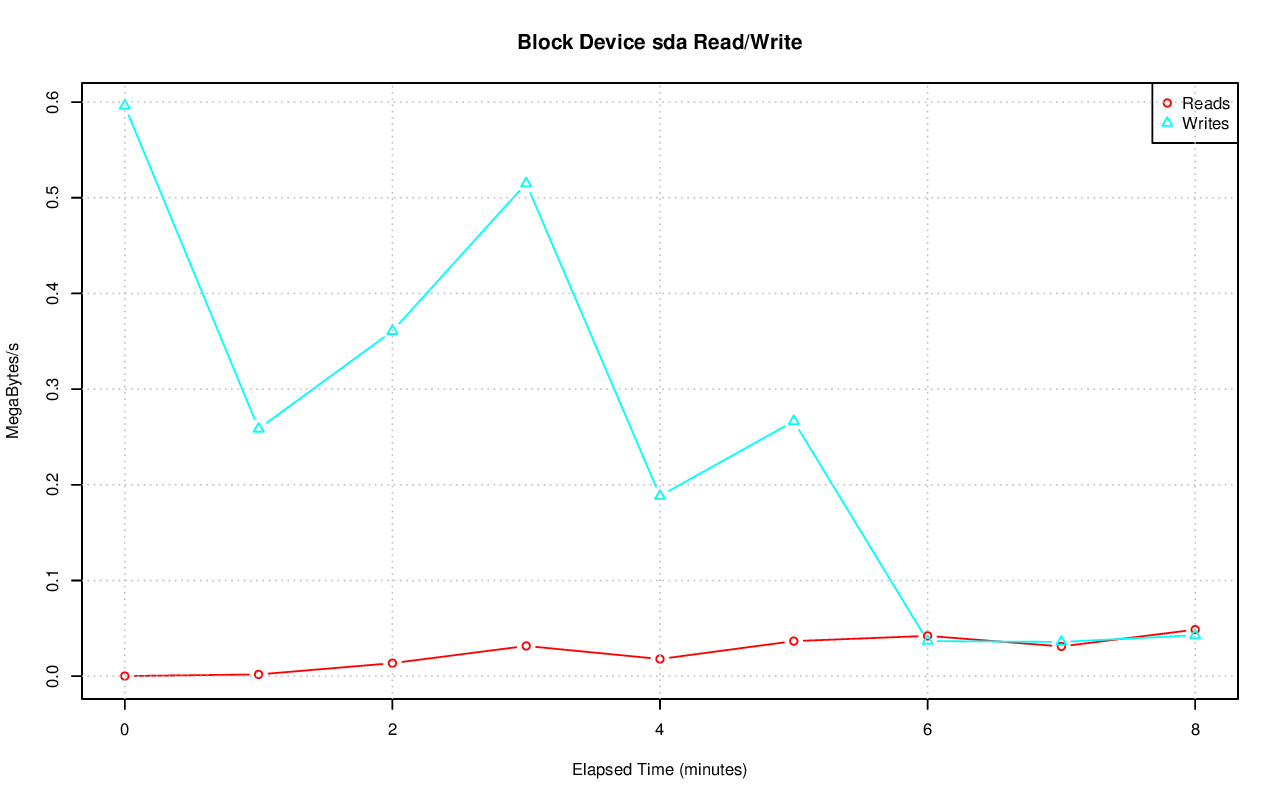 Block Device sda Read/Write
Reads
Writes
MegaBytes/s
0.6
0.5
0.4
0.3
0.2
0.1
0.0
0 2 4 6 8
Elapsed Time (minutes)